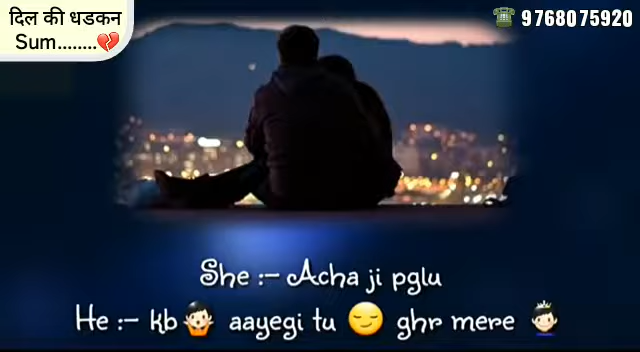 दिल की धडकन
Sum........💔
☎ 9768075920
She :- Acha ji pglu
He :- kb🤷 aayegi tu 😏 ghr mere 👸